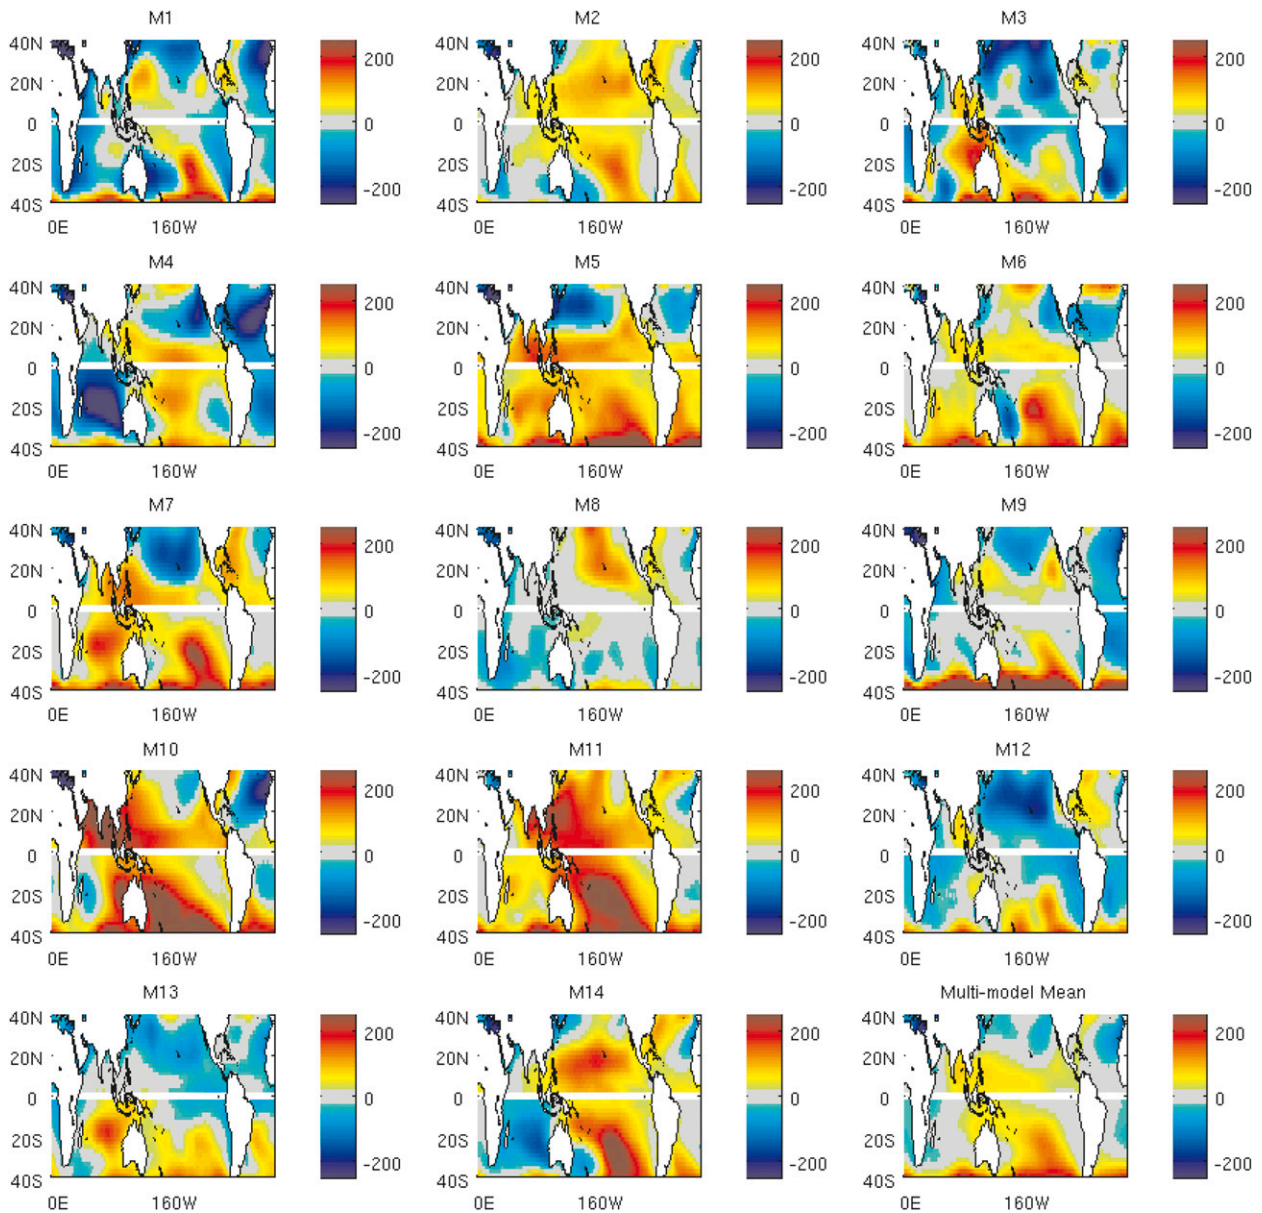 M1 M2 M3
40N 200 40N 200 40N 200
20N 20N 20N
0 0 0 0 0 0
20S 20S 20S
40S -200 40S -200 40S -200
0E 160W 0E 160W 0E 160W
M4 M5 M6
40N 200 40N 200 40N 200
20N 20N 20N
0 0 0 0 0 0
20S 20S 20S
40S -200 40S -200 40S -200
0E 160W 0E 160W 0E 160W
M7 M8 M9
40N 200 40N 200 40N 200
20N 20N 20N
0 0 0 0 0 0
20S 20S 20S
40S -200 40S -200 40S -200
0E 160W 0E 160W 0E 160W
M10 M11 M12
40N 200 40N 200 40N 200
20N 20N 20N
0 0 0 0 0 0
20S 20S 20S
40S -200 40S -200 40S -200
0E 160W 0E 160W 0E 160W
M13 M14 Multi-model Mean
40N 200 40N 200 40N 200
20N 20N 20N
0 0 0 0 0 0
20S 20S 20S
40S -200 40S -200 40S -200
0E 160W 0E 160W 0E 160W